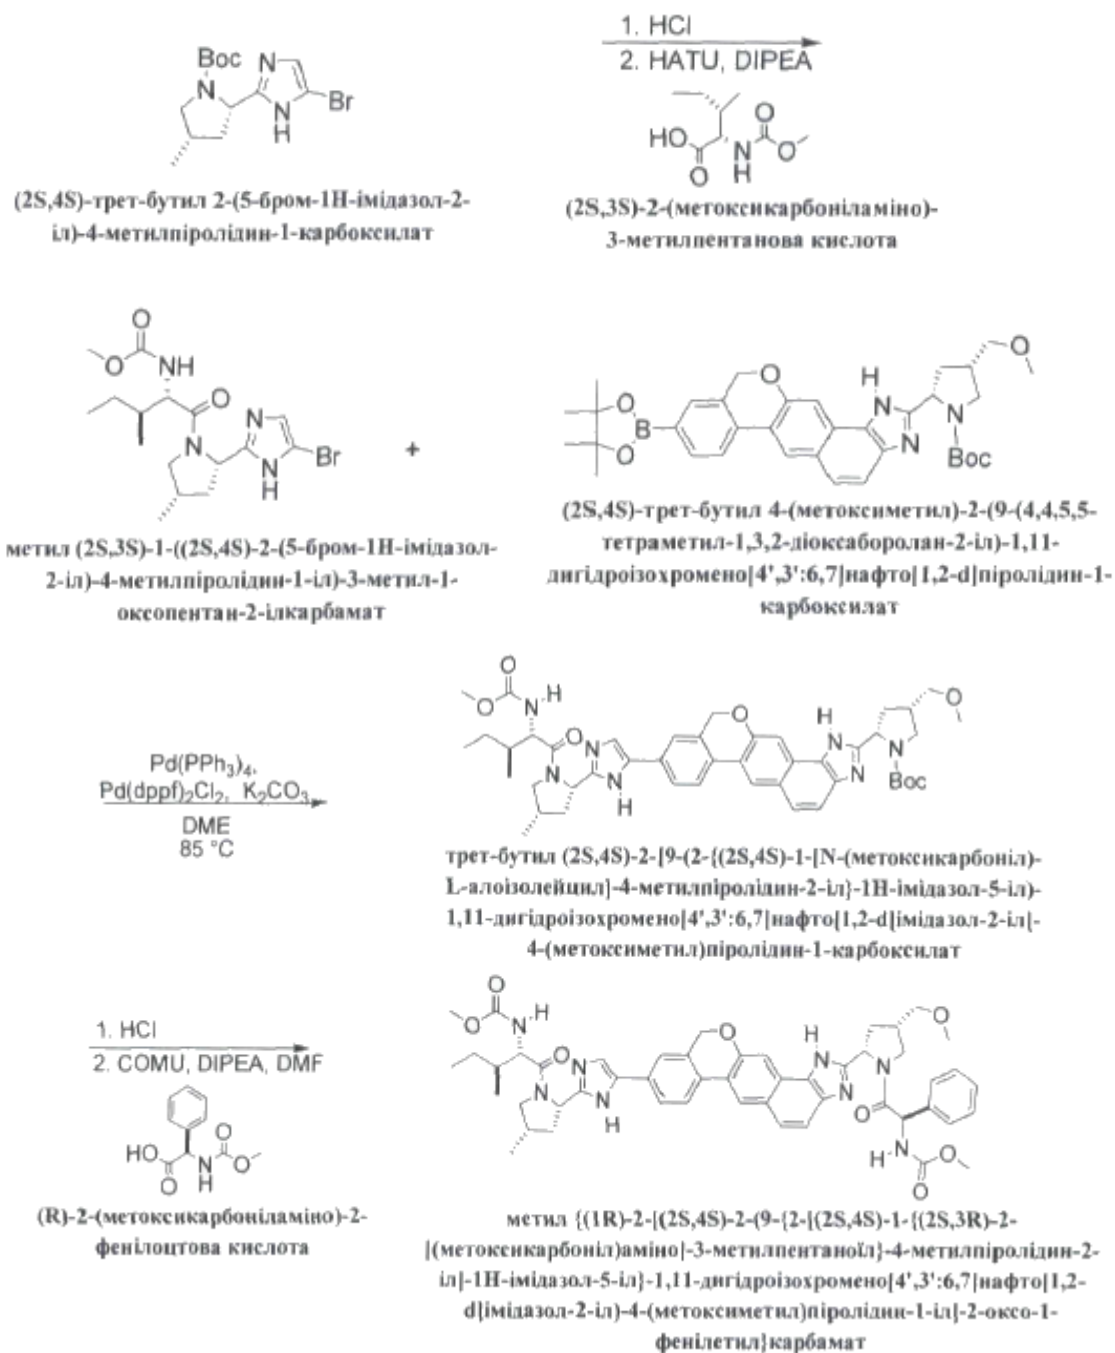 1. HCl
2. HATU, DIPEA
Boc
N
N
N
H
Br
HO
O
N
H
O
O
(2S,4S)-трет-бутил 2-(5-бром-1H-імідазол-2-
іл)-4-метилпіролідин-1-карбоксилат
(2S,3S)-2-(метоксикарбоніламіно)-
3-метилпентанова кислота
O
O
NH
O
N
N
N
H
Br
+
O
B
O
O
H
N
N
N
Boc
O
метил (2S,3S)-1-((2S,4S)-2-(5-бром-1H-імідазол-
2-іл)-4-метилпіролідин-1-іл)-3-метил-1-
оксопентан-2-ілкарбамат
(2S,4S)-трет-бутил 4-(метоксиметил)-2-(9-(4,4,5,5-
тетраметил-1,3,2-діоксаборолан-2-іл)-1,11-
дигідроізохромено[4',3':6,7]нафто[1,2-d]піролідин-1-
карбоксилат
Pd(PPh3)4,
Pd(dppf)2Cl2, K2CO3
DME
85 °C
O
O
N
H
O
N
N
N
H
O
H
N
N
N
Boc
O
трет-бутил (2S,4S)-2-[9-(2-{(2S,4S)-1-[N-(метоксикарбоніл)-
L-алоізолейцил]-4-метилпіролідин-2-іл}-1H-імідазол-5-іл)-
1,11-дигідроізохромено[4',3':6,7]нафто[1,2-d]імідазол-2-іл]-
4-(метоксиметил)піролідин-1-карбоксилат
1. HCl
2. COMU, DIPEA, DMF
HO
O
N
H
O
O
(R)-2-(метоксикарбоніламіно)-2-
фенілоцтова кислота
O
O
N
H
O
N
N
N
H
O
H
N
N
N
O
O
H
N
O
O
метил {(1R)-2-[(2S,4S)-2-(9-{2-[(2S,4S)-1-{(2S,3R)-2-
[(метоксикарбоніл)аміно]-3-метилпентаноїл}-4-метилпіролідин-2-
іл]-1H-імідазол-5-іл}-1,11-дигідроізохромено[4',3':6,7]нафто[1,2-
d]імідазол-2-іл)-4-(метоксиметил)піролідин-1-іл]-2-оксо-1-
фенілетил}карбамат